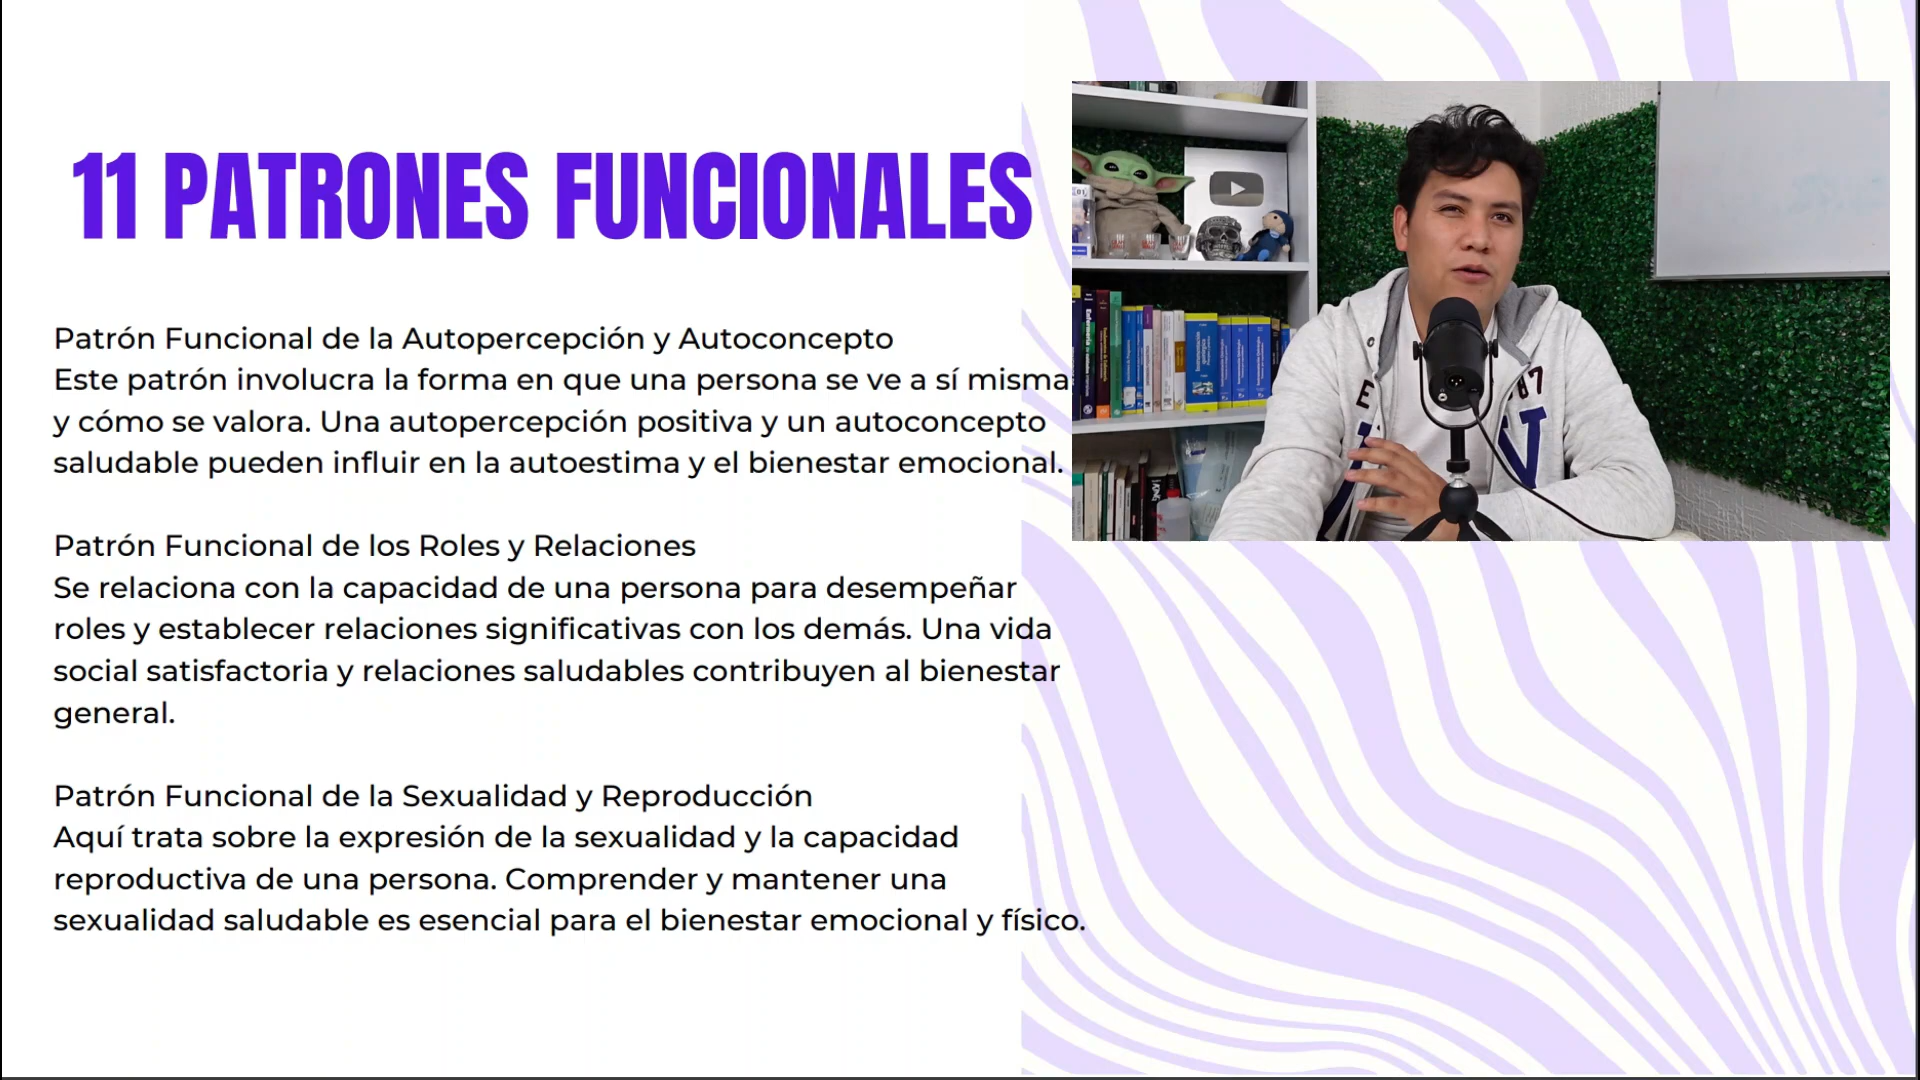 11 PATRONES FUNCIONALES
Patrón Funcional de la Autopercepción y Autoconcepto
Este patrón involucra la forma en que una persona se ve a sí misma
y cómo se valora. Una autopercepción positiva y un autoconcepto
saludable pueden influir en la autoestima y el bienestar emocional.
Patrón Funcional de los Roles y Relaciones
Se relaciona con la capacidad de una persona para desempeñar
roles y establecer relaciones significativas con los demás. Una vida
social satisfactoria y relaciones saludables contribuyen al bienestar
general.
Patrón Funcional de la Sexualidad y Reproducción
Aquí trata sobre la expresión de la sexualidad y la capacidad
reproductiva de una persona. Comprender y mantener una
sexualidad saludable es esencial para el bienestar emocional y físico.